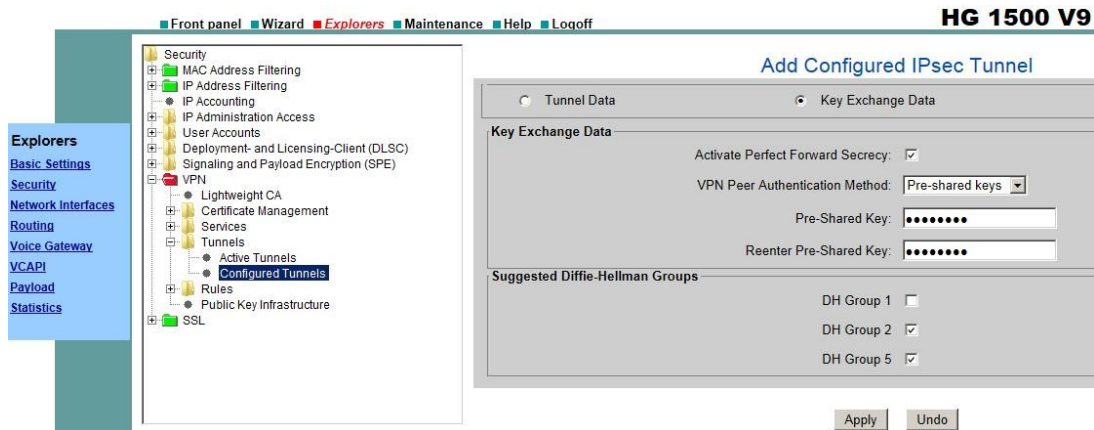 Front panel Wizard Explorers Maintenance Help Logoff
HG 1500 V9
Explorers
Basic Settings
Security
Network Interfaces
Routing
Voice Gateway
VCAPI
Payload
Statistics
Security
MAC Address Filtering
IP Address Filtering
IP Accounting
IP Administration Access
User Accounts
Deployment- and Licensing-Client (DLSC)
Signaling and Payload Encryption (SPE)
VPN
Lightweight CA
Certificate Management
Services
Tunnels
Active Tunnels
Configured Tunnels
Rules
Public Key Infrastructure
SSL
Add Configured IPsec Tunnel
Tunnel Data Key Exchange Data
Key Exchange Data
Activate Perfect Forward Secrecy:
VPN Peer Authentication Method: Pre-shared keys
Pre-Shared Key: ●●●●●●●●
Reenter Pre-Shared Key: ●●●●●●●●
Suggested Diffie-Hellman Groups
DH Group 1
DH Group 2
DH Group 5
Apply Undo